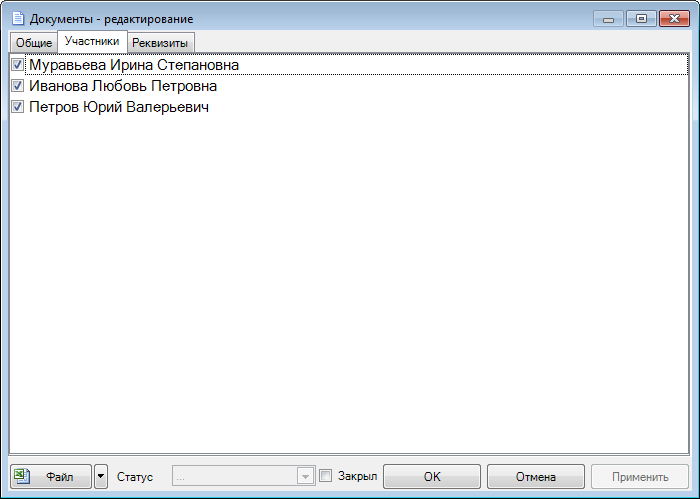 Документы - редактирование
Общие Участники Реквизиты
Муравьева Ирина Степановна
Иванова Любовь Петровна
Петров Юрий Валерьевич
Файл Статус ... Закрыл OK Отмена Применить